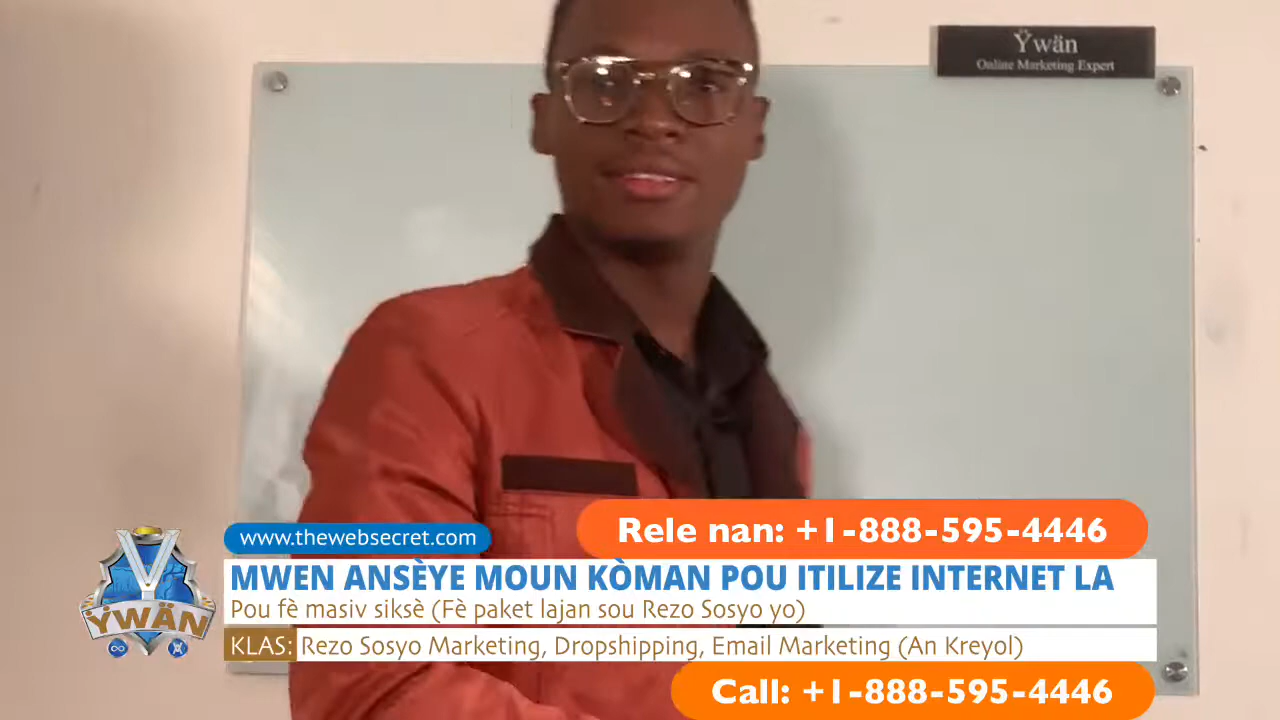 Ÿwän
Online Marketing Expert
Rele nan: +1-888-595-4446
www.thewebsecret.com
MWEN ANSÈYE MOUN KÒMAN POU ITILIZE INTERNET LA
Pou fè masiv siksè (Fè paket lajan sou Rezo Sosyo yo)
KLAS: Rezo Sosyo Marketing, Dropshipping, Email Marketing (An Kreyol)
Call: +1-888-595-4446
Y
ŸWÄN